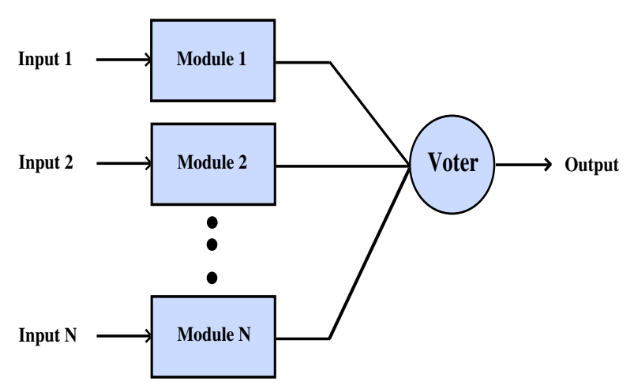 Input 1
Module 1
Input 2
Module 2
Voter
Output
Input N
Module N